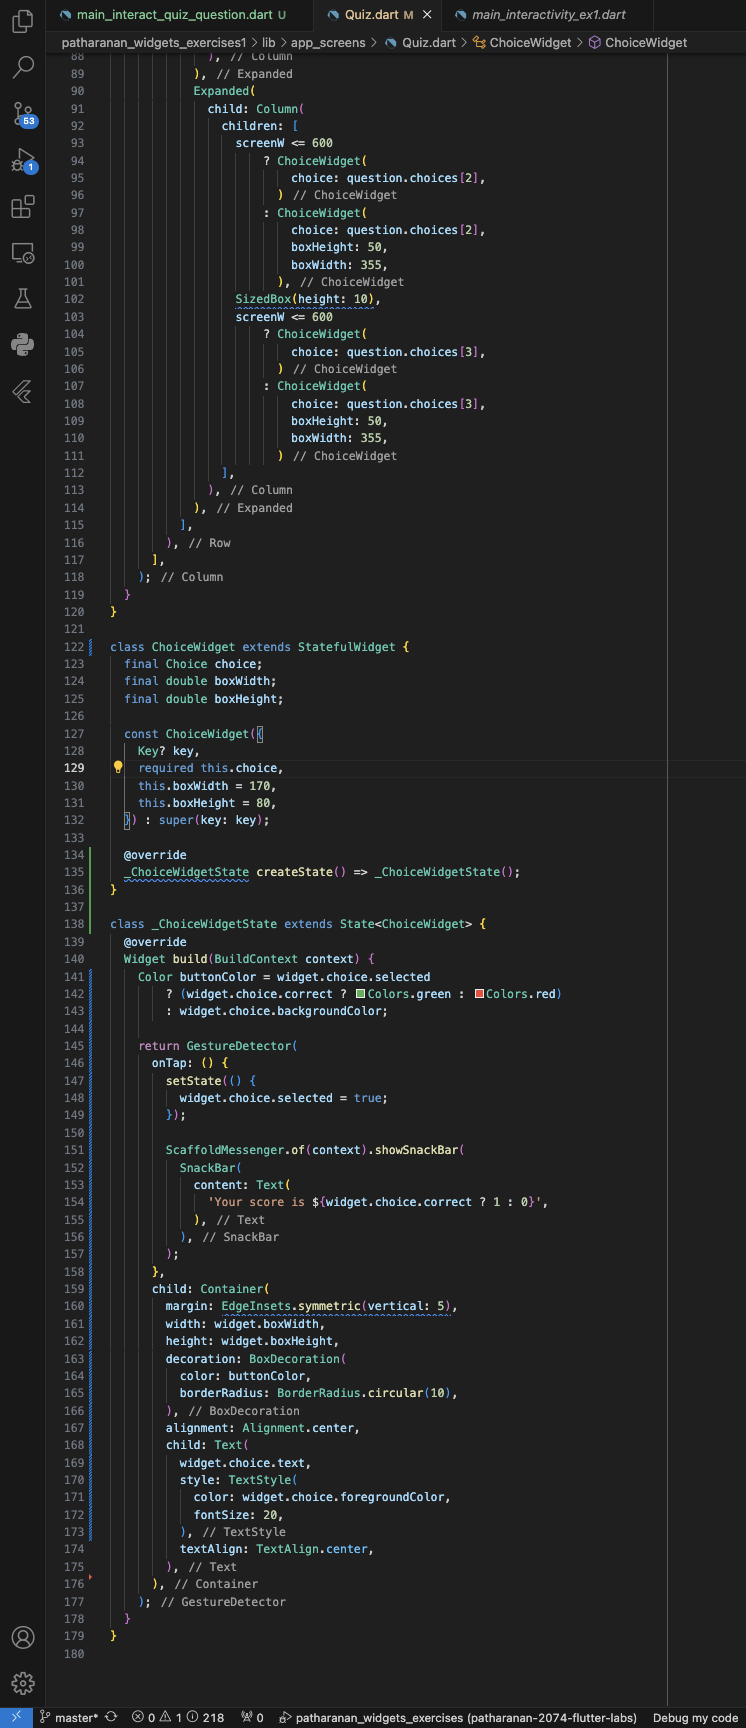 main_interact_quiz_question.dart U
Quiz.dart M
main_interactivity_ex1.dart
patharanan_widgets_exercises1 > lib > app_screens > Quiz.dart > ChoiceWidget > ChoiceWidget
88 ), // Column
89 ), // Expanded
90 Expanded(
91 child: Column(
92 children: [
93 screenW <= 600
94 ? ChoiceWidget(
95 choice: question.choices[2],
96 ) // ChoiceWidget
97 : ChoiceWidget(
98 choice: question.choices[2],
99 boxHeight: 50,
100 boxWidth: 355,
101 ), // ChoiceWidget
102 SizedBox(height: 10),
103 screenW <= 600
104 ? ChoiceWidget(
105 choice: question.choices[3],
106 ) // ChoiceWidget
107 : ChoiceWidget(
108 choice: question.choices[3],
109 boxHeight: 50,
110 boxWidth: 355,
111 ) // ChoiceWidget
112 ],
113 ), // Column
114 ), // Expanded
115 ],
116 ), // Row
117 ],
118 ); // Column
119 }
120 }
121
122 class ChoiceWidget extends StatefulWidget {
123 final Choice choice;
124 final double boxWidth;
125 final double boxHeight;
126
127 const ChoiceWidget({
128 Key? key,
129 required this.choice,
130 this.boxWidth = 170,
131 this.boxHeight = 80,
132 }) : super(key: key);
133
134 @override
135 _ChoiceWidgetState createState() => _ChoiceWidgetState();
136 }
137
138 class _ChoiceWidgetState extends State<ChoiceWidget> {
139 @override
140 Widget build(BuildContext context) {
141 Color buttonColor = widget.choice.selected
142 ? (widget.choice.correct ? Colors.green : Colors.red)
143 : widget.choice.backgroundColor;
144
145 return GestureDetector(
146 onTap: () {
147 setState(() {
148 widget.choice.selected = true;
149 });
150
151 ScaffoldMessenger.of(context).showSnackBar(
152 SnackBar(
153 content: Text(
154 'Your score is ${widget.choice.correct ? 1 : 0}',
155 ), // Text
156 ), // SnackBar
157 );
158 },
159 child: Container(
160 margin: EdgeInsets.symmetric(vertical: 5),
161 width: widget.boxWidth,
162 height: widget.boxHeight,
163 decoration: BoxDecoration(
164 color: buttonColor,
165 borderRadius: BorderRadius.circular(10),
166 ), // BoxDecoration
167 alignment: Alignment.center,
168 child: Text(
169 widget.choice.text,
170 style: TextStyle(
171 color: widget.choice.foregroundColor,
172 fontSize: 20,
173 ), // TextStyle
174 textAlign: TextAlign.center,
175 ), // Text
176 ), // Container
177 ); // GestureDetector
178 }
179 }
180
53
1
master* 0 1 218 0 patharanan_widgets_exercises (patharanan-2074-flutter-labs) Debug my code